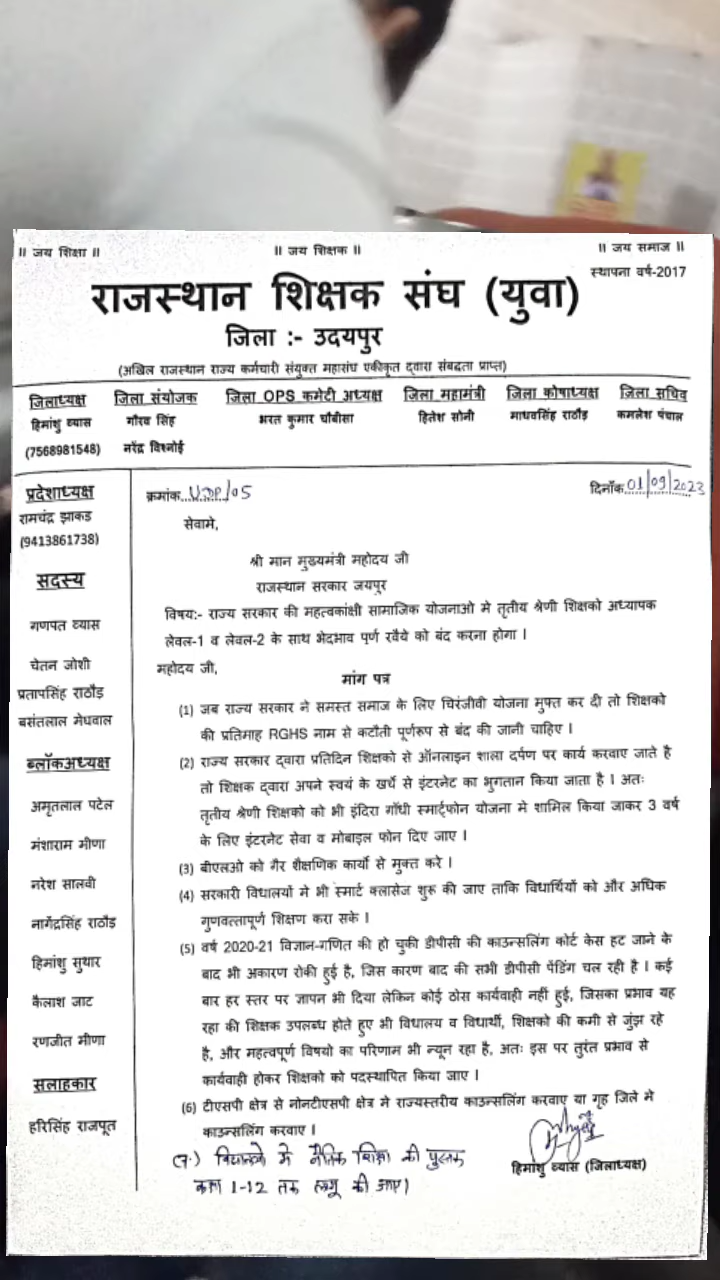 ॥ जय शिक्षा ॥ ॥ जय शिक्षक ॥ ॥ जय समाज ॥
स्थापना वर्ष-2017
राजस्थान शिक्षक संघ (युवा)
जिला :- उदयपुर
(अखिल राजस्थान राज्य कर्मचारी संयुक्त महासंघ एकीकृत द्वारा संबद्धता प्राप्त)
जिलाध्यक्ष जिला संयोजक जिला OPS कमेटी अध्यक्ष जिला महामंत्री जिला कोषाध्यक्ष जिला सचिव
हिमांशु व्यास गौरव सिंह भरत कुमार चौबीसा हितेश सोनी माधवसिंह राठौड़ कमलेश पंचाल
(7568981548) नरेंद्र विश्नोई
प्रदेशाध्यक्ष
रामचंद्र झाकड
(9413861738)
सदस्य
गणपत व्यास
चेतन जोशी
प्रतापसिंह राठौड़
बसंतलाल मेघवाल
ब्लॉकअध्यक्ष
अमृतलाल पटेल
मंशाराम मीणा
नरेश सालवी
नागेंद्रसिंह राठौड़
हिमांशु सुथार
कैलाश जाट
रणजीत मीणा
सलाहकार
हरिसिंह राजपूत
क्रमांक UDP/05 दिनाँक 01/09/2023
सेवामे,
श्री मान मुख्यमंत्री महोदय जी
राजस्थान सरकार जयपुर
विषय:- राज्य सरकार की महत्वकांक्षी सामाजिक योजनाओ मे तृतीय श्रेणी शिक्षको अध्यापक
लेवल-1 व लेवल-2 के साथ भेदभाव पूर्ण रवैये को बंद करना होगा ।
महोदय जी,
मांग पत्र
(1) जब राज्य सरकार ने समस्त समाज के लिए चिरंजीवी योजना मुफ्त कर दी तो शिक्षको
की प्रतिमाह RGHS नाम से कटौती पूर्णरूप से बंद की जानी चाहिए ।
(2) राज्य सरकार द्वारा प्रतिदिन शिक्षको से ऑनलाइन शाला दर्पण पर कार्य करवाए जाते है
तो शिक्षक द्वारा अपने स्वयं के खर्चे से इंटरनेट का भुगतान किया जाता है । अतः
तृतीय श्रेणी शिक्षको को भी इंदिरा गाँधी स्मार्ट्फोन योजना मे शामिल किया जाकर 3 वर्ष
के लिए इंटरनेट सेवा व मोबाइल फोन दिए जाए ।
(3) बीएलओ को गैर शैक्षणिक कार्यो से मुक्त करे ।
(4) सरकारी विधालयों मे भी स्मार्ट क्लासेज शुरू की जाए ताकि विधार्थियों को और अधिक
गुणवत्तापूर्ण शिक्षण करा सके ।
(5) वर्ष 2020-21 विज्ञान-गणित की हो चुकी डीपीसी की काउन्सलिंग कोर्ट केस हट जाने के
बाद भी अकारण रोकी हुई है, जिस कारण बाद की सभी डीपीसी पेंडिंग चल रही है । कई
बार हर स्तर पर ज्ञापन भी दिया लेकिन कोई ठोस कार्यवाही नहीं हुई, जिसका प्रभाव यह
रहा की शिक्षक उपलब्ध होते हुए भी विधालय व विधार्थी, शिक्षको की कमी से जुंझ रहे
है, और महत्वपूर्ण विषयो का परिणाम भी न्यून रहा है, अतः इस पर तुरंत प्रभाव से
कार्यवाही होकर शिक्षको को पदस्थापित किया जाए ।
(6) टीएसपी क्षेत्र से नोनटीएसपी क्षेत्र मे राज्यस्तरीय काउन्सलिंग करवाए या गृह जिले मे
काउन्सलिंग करवाए ।
(7.) विद्यालयो मे नैतिक शिक्षा की पुस्तक
कक्षा 1-12 तक लागू की जाए।
हिमांशु व्यास (जिलाध्यक्ष)